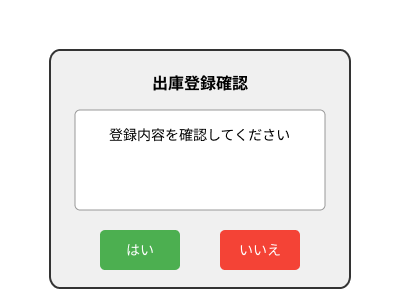 出庫登録確認
登録内容を確認してください
はい
いいえ